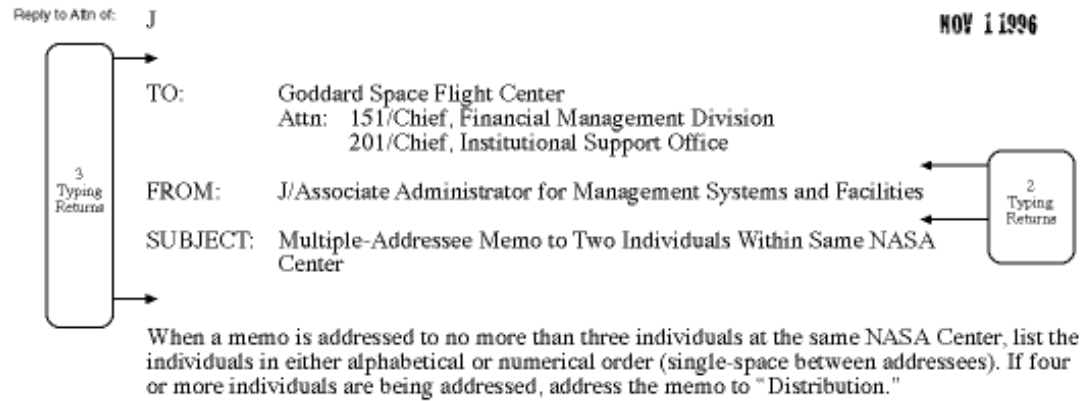 Reply to Attn of: J
NOV 1 1996
TO: Goddard Space Flight Center
Attn: 151/Chief, Financial Management Division
201/Chief, Institutional Support Office
3
Typing
Returns
FROM: J/Associate Administrator for Management Systems and Facilities
2
Typing
Returns
SUBJECT: Multiple-Addressee Memo to Two Individuals Within Same NASA
Center
When a memo is addressed to no more than three individuals at the same NASA Center, list the
individuals in either alphabetical or numerical order (single-space between addressees). If four
or more individuals are being addressed, address the memo to "Distribution."